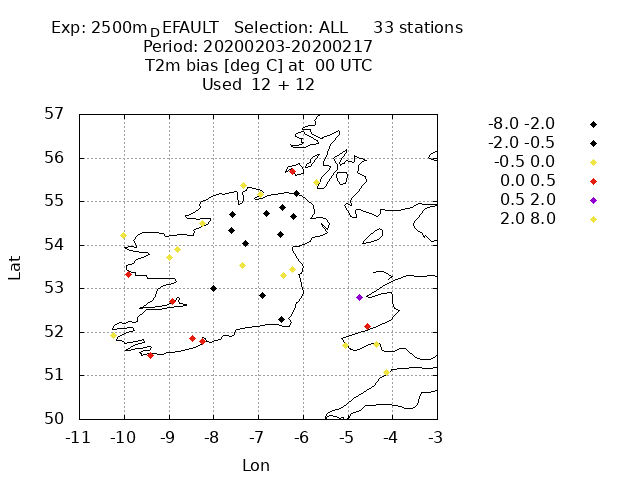 Exp: 2500mDEFAULT Selection: ALL 33 stations
Period: 20200203-20200217
T2m bias [deg C] at 00 UTC
Used 12 + 12
-8.0 -2.0
-2.0 -0.5
-0.5 0.0
0.0 0.5
0.5 2.0
2.0 8.0
57
56
55
54
53
52
51
50
Lat
-11 -10 -9 -8 -7 -6 -5 -4 -3
Lon